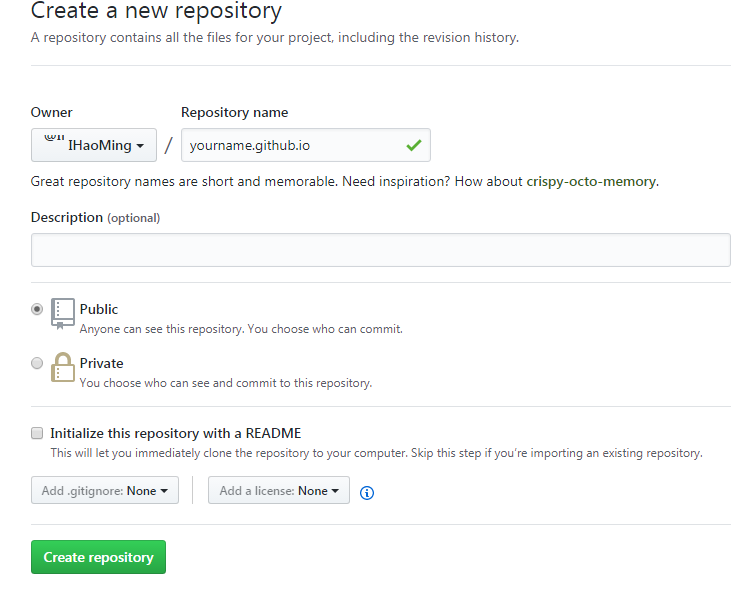 Create a new repository
A repository contains all the files for your project, including the revision history.
Owner Repository name
IHaoMing / yourname.github.io
Great repository names are short and memorable. Need inspiration? How about crispy-octo-memory.
Description (optional)
Public
Anyone can see this repository. You choose who can commit.
Private
You choose who can see and commit to this repository.
Initialize this repository with a README
This will let you immediately clone the repository to your computer. Skip this step if you’re importing an existing repository.
Add .gitignore: None Add a license: None
Create repository